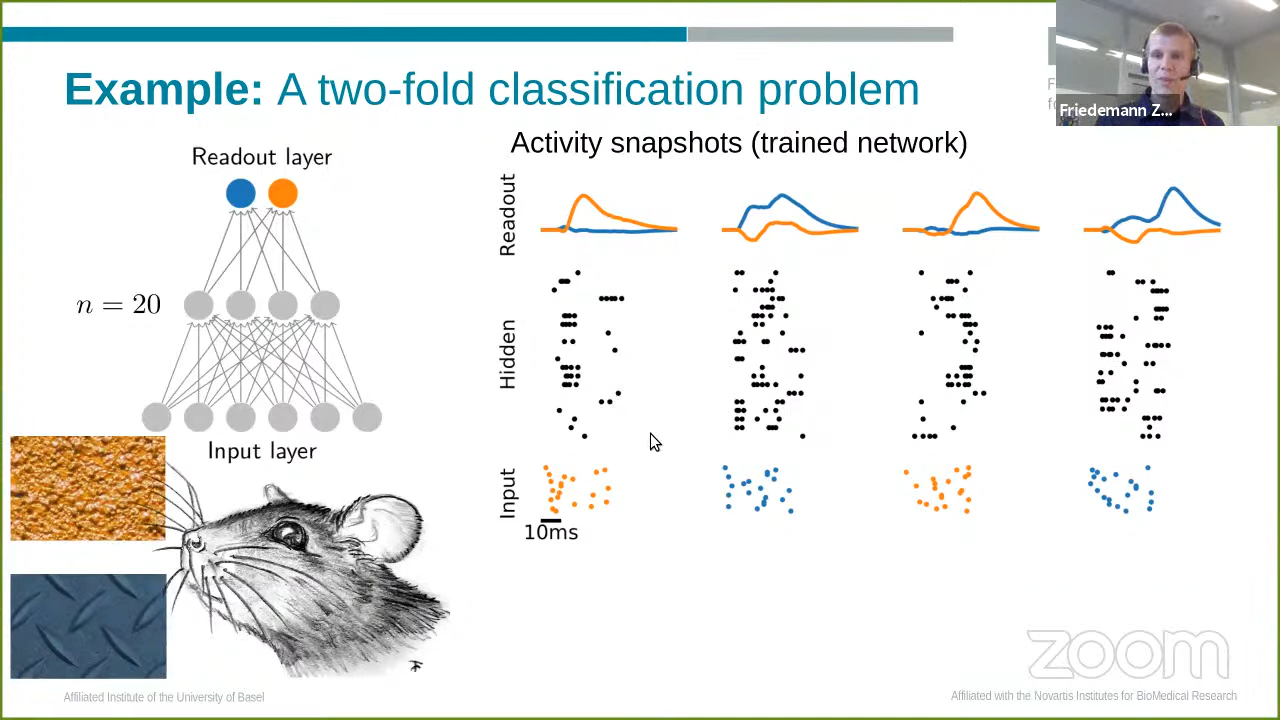 Example: A two-fold classification problem
Friedemann Z...
Activity snapshots (trained network)
Readout layer
n = 20
Input layer
Readout
Hidden
Input
10ms
zoom
Affiliated Institute of the University of Basel
Affiliated with the Novartis Institutes for BioMedical Research